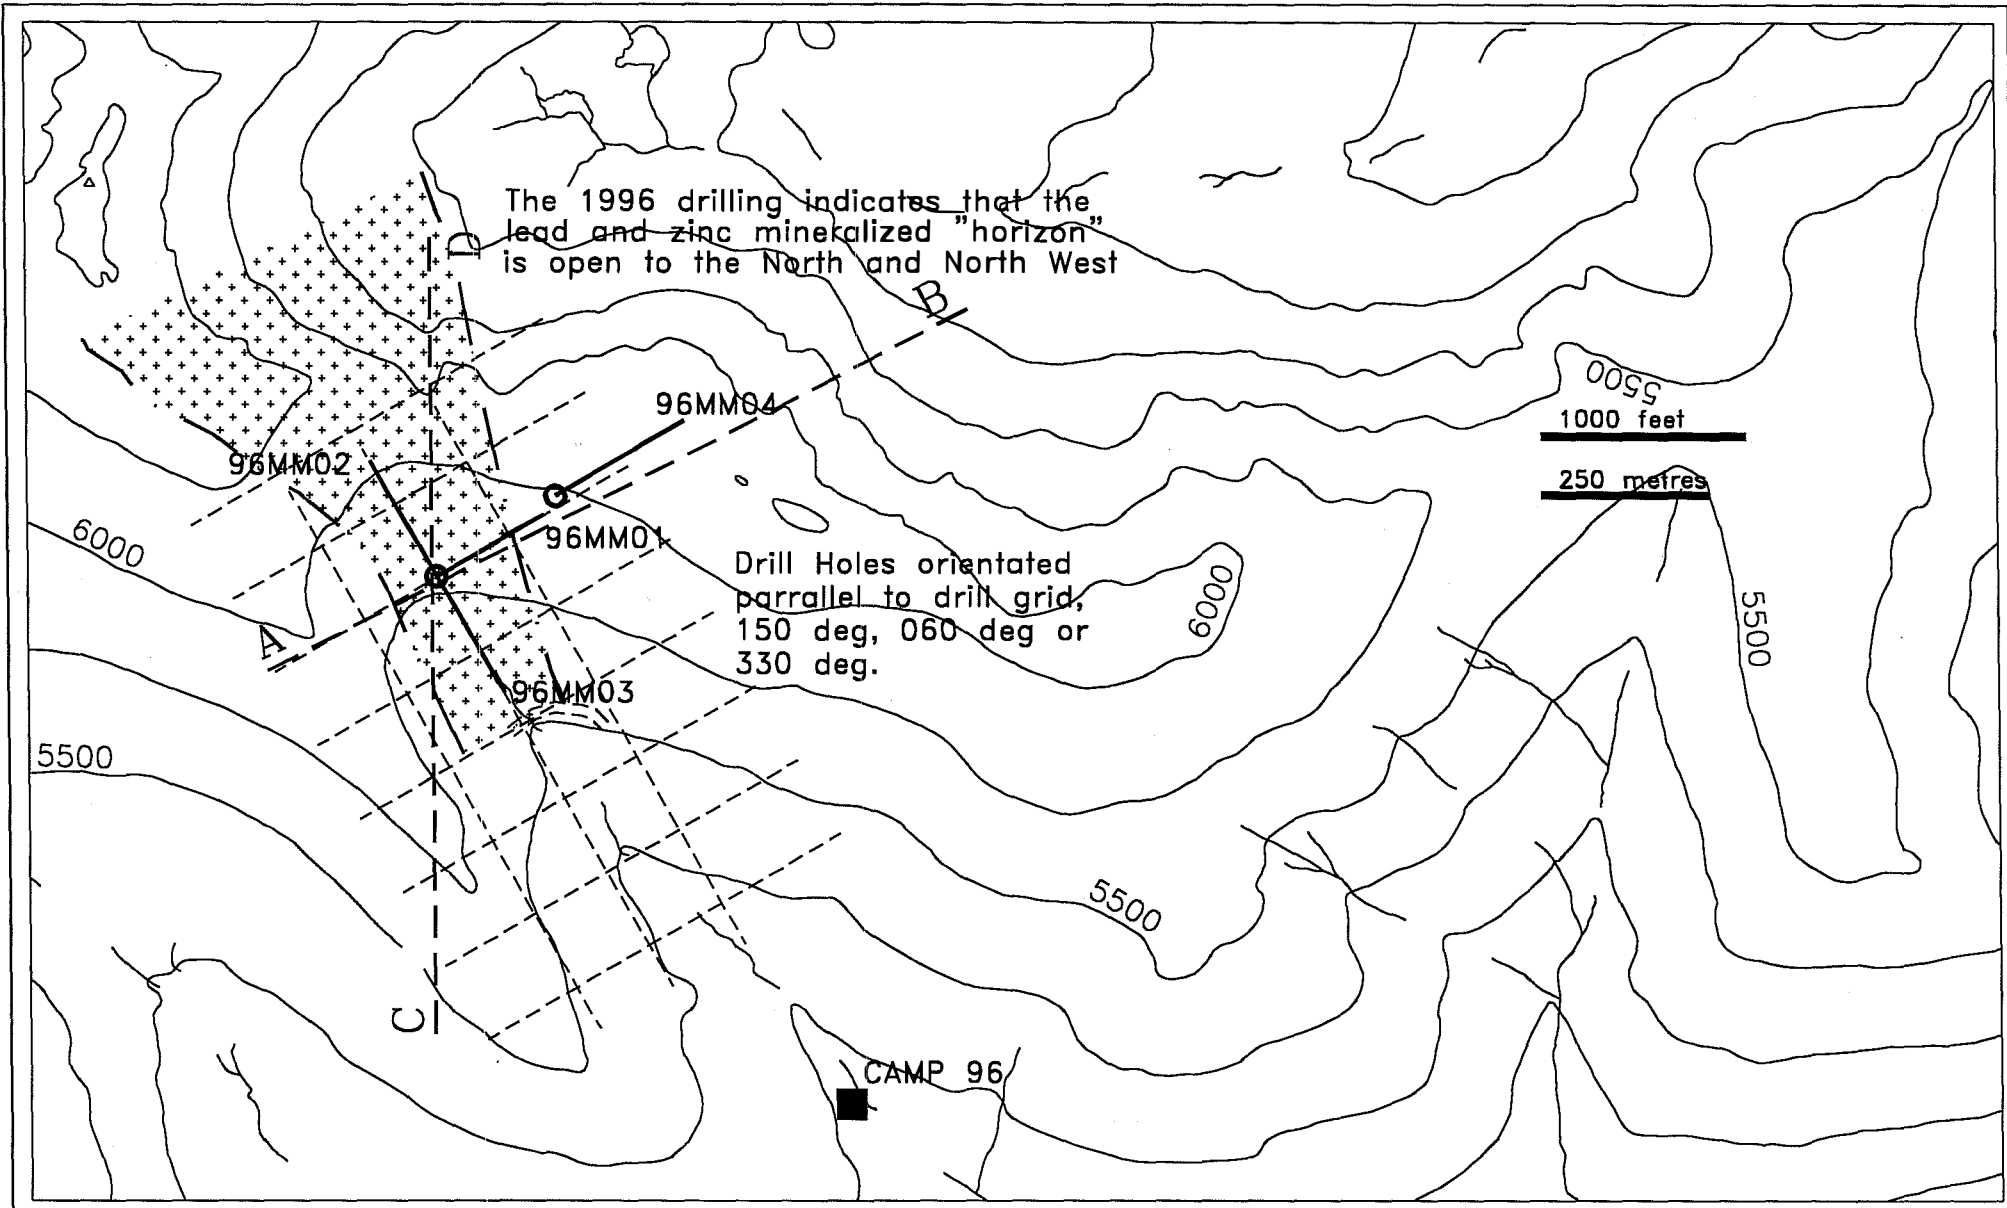 The 1996 drilling indicates that the
lead and zinc mineralized "horizon"
is open to the North and North West
D
B
5500
1000 feet
96MM04
96MM02
250 metres
6000
96MM01
Drill Holes orientated
parrallel to drill grid,
150 deg, 060 deg or
330 deg.
6000
5500
A
96MM03
5500
5500
C
CAMP 96